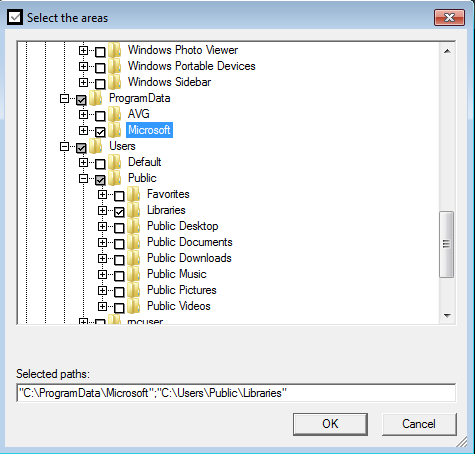 Select the areas
Windows Photo Viewer
Windows Portable Devices
Windows Sidebar
ProgramData
AVG
Microsoft
Users
Default
Public
Favorites
Libraries
Public Desktop
Public Documents
Public Downloads
Public Music
Public Pictures
Public Videos
Selected paths:
"C:\ProgramData\Microsoft";"C:\Users\Public\Libraries"
OK Cancel